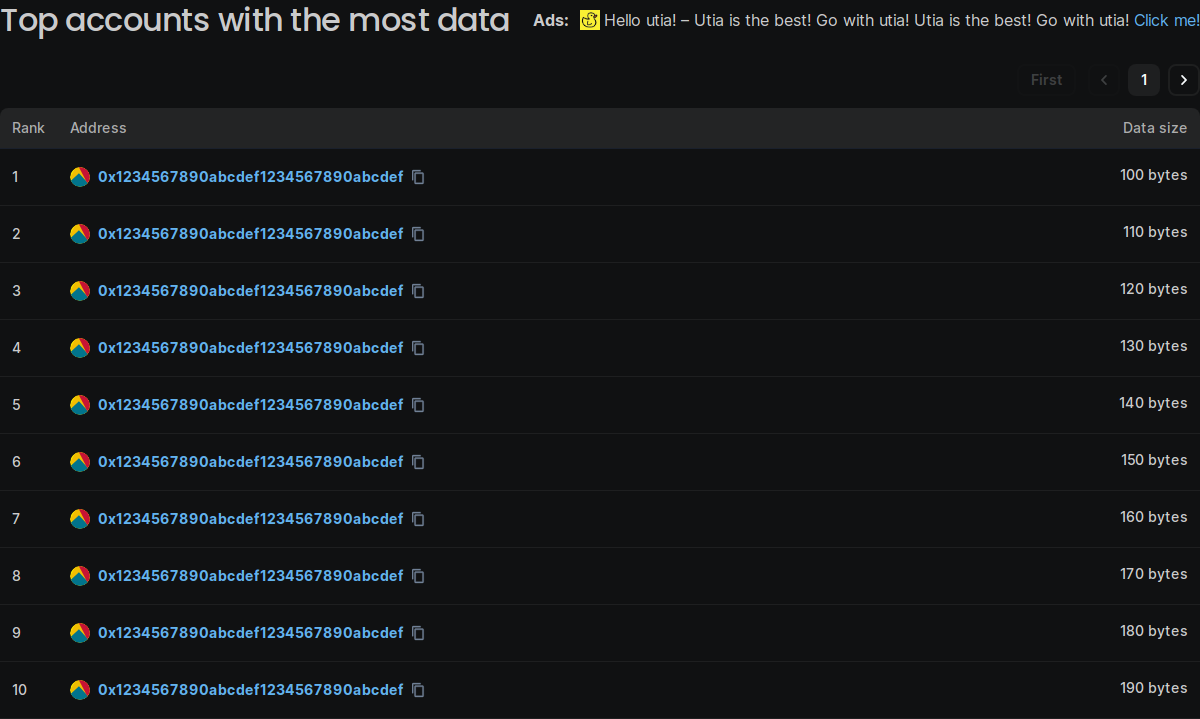 Top accounts with the most data
Ads: Hello utia! – Utia is the best! Go with utia! Utia is the best! Go with utia! Click me!
First 1
Rank Address Data size
1 0x1234567890abcdef1234567890abcdef 100 bytes
2 0x1234567890abcdef1234567890abcdef 110 bytes
3 0x1234567890abcdef1234567890abcdef 120 bytes
4 0x1234567890abcdef1234567890abcdef 130 bytes
5 0x1234567890abcdef1234567890abcdef 140 bytes
6 0x1234567890abcdef1234567890abcdef 150 bytes
7 0x1234567890abcdef1234567890abcdef 160 bytes
8 0x1234567890abcdef1234567890abcdef 170 bytes
9 0x1234567890abcdef1234567890abcdef 180 bytes
10 0x1234567890abcdef1234567890abcdef 190 bytes